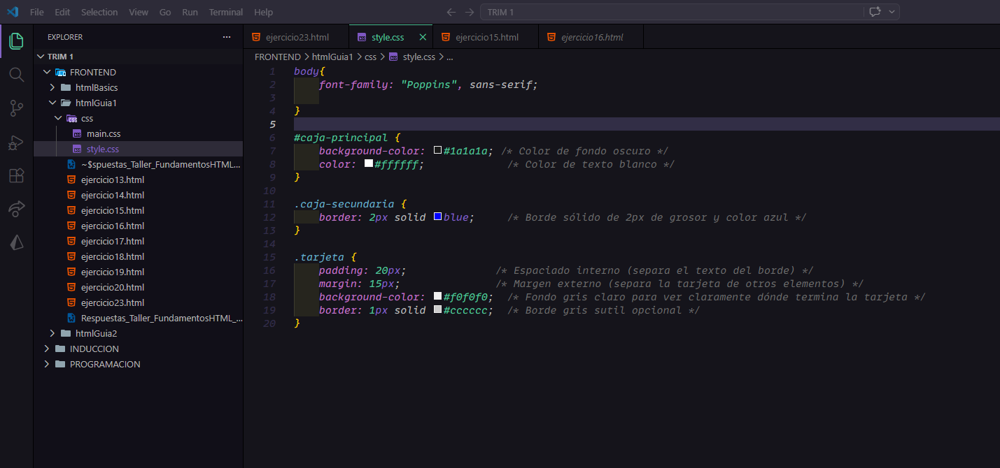 File Edit Selection View Go Run Terminal Help
TRIM 1
EXPLORER ...
TRIM 1
FRONTEND
htmlBasics
htmlGuia1
css
main.css
style.css
~$spuestas_Taller_FundamentosHTML...
ejercicio13.html
ejercicio14.html
ejercicio15.html
ejercicio16.html
ejercicio17.html
ejercicio18.html
ejercicio19.html
ejercicio20.html
ejercicio23.html
Respuestas_Taller_FundamentosHTML_...
htmlGuia2
INDUCCION
PROGRAMACION
ejercicio23.html style.css ejercicio15.html ejercicio16.html
FRONTEND > htmlGuia1 > css > style.css > ...
1 body{
2 font-family: "Poppins", sans-serif;
3
4 }
5
6 #caja-principal {
7 background-color: #1a1a1a; /* Color de fondo oscuro */
8 color: #ffffff; /* Color de texto blanco */
9 }
10
11 .caja-secundaria {
12 border: 2px solid blue; /* Borde sólido de 2px de grosor y color azul */
13 }
14
15 .tarjeta {
16 padding: 20px; /* Espaciado interno (separa el texto del borde) */
17 margin: 15px; /* Margen externo (separa la tarjeta de otros elementos) */
18 background-color: #f0f0f0; /* Fondo gris claro para ver claramente dónde termina la tarjeta */
19 border: 1px solid #cccccc; /* Borde gris sutil opcional */
20 }